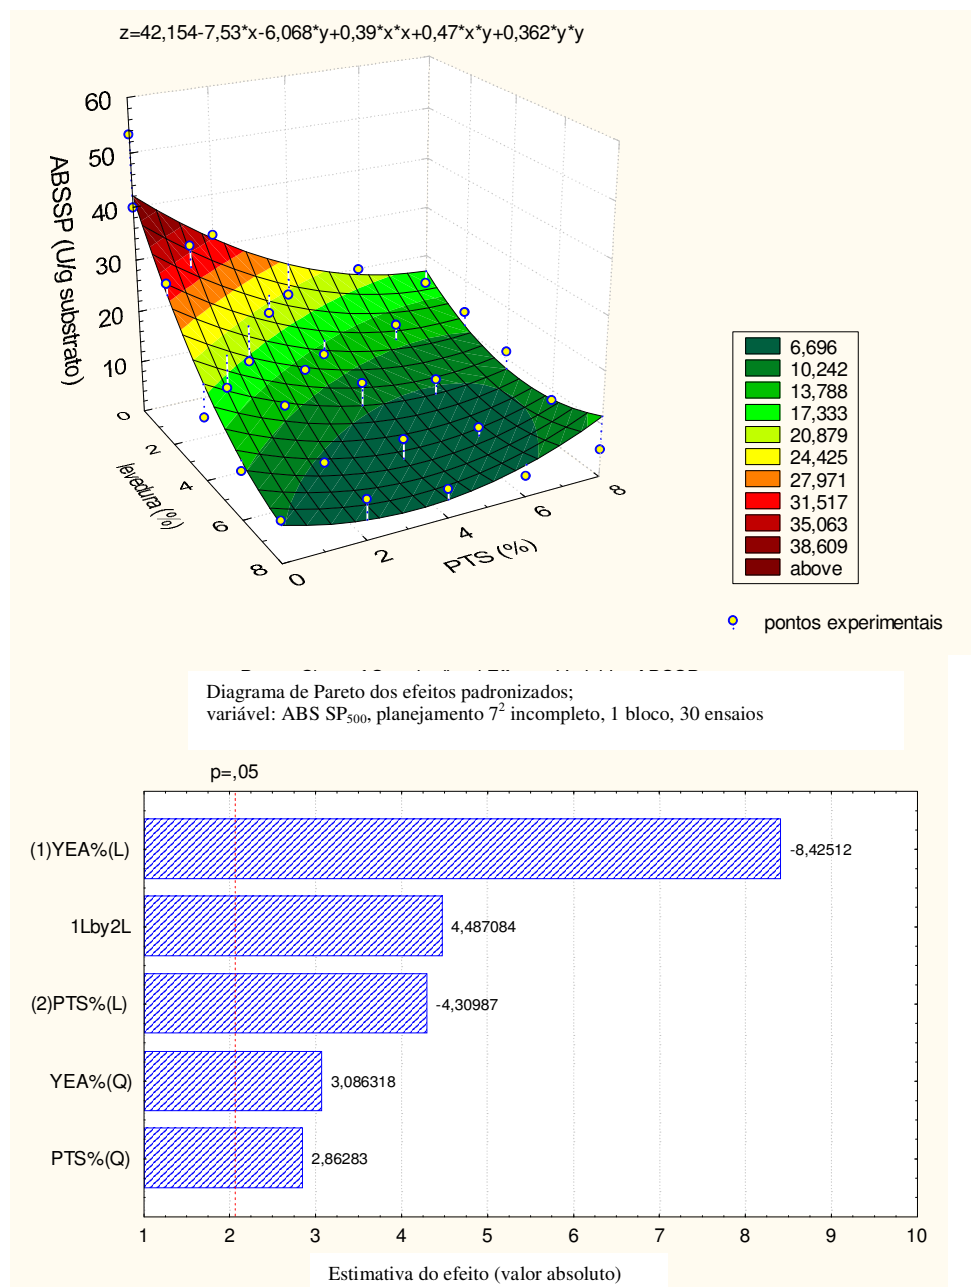 z=42,154-7,53*x-6,068*y+0,39*x*x+0,47*x*y+0,362*y*y
60
50
40
30
20
10
ABSSP (U/g substrato)
0
2
4
6
8
levedura (%)
0
2
4
6
8
PTS (%)
6,696
10,242
13,788
17,333
20,879
24,425
27,971
31,517
35,063
38,609
above
pontos experimentais
Diagrama de Pareto dos efeitos padronizados;
variável: ABS SP500, planejamento 7² incompleto, 1 bloco, 30 ensaios
p=,05
(1)YEA%(L)
-8,42512
1Lby2L
4,487084
(2)PTS%(L)
-4,30987
YEA%(Q)
3,086318
PTS%(Q)
2,86283
1 2 3 4 5 6 7 8 9 10
Estimativa do efeito (valor absoluto)